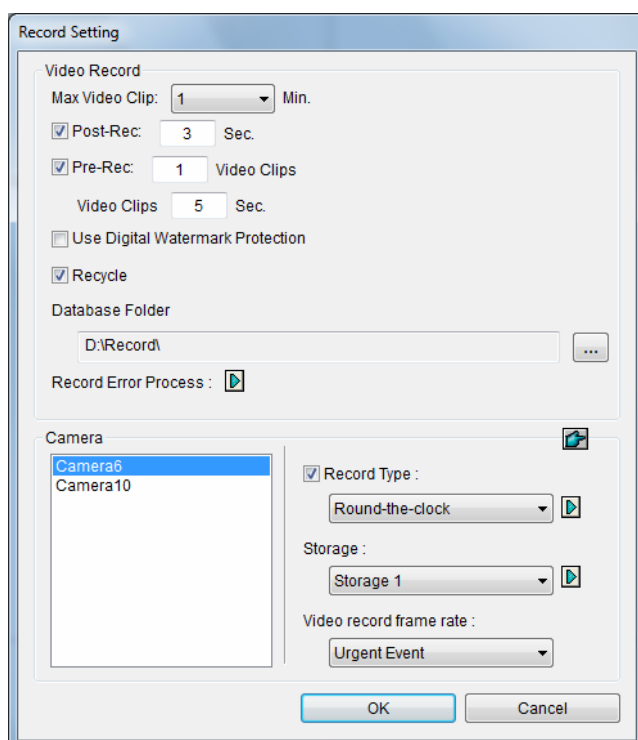 Record Setting
Video Record
Max Video Clip: 1 Min.
Post-Rec: 3 Sec.
Pre-Rec: 1 Video Clips
Video Clips 5 Sec.
Use Digital Watermark Protection
Recycle
Database Folder
D:\Record\
...
Record Error Process :
Camera
Camera6
Camera10
Record Type :
Round-the-clock
Storage :
Storage 1
Video record frame rate :
Urgent Event
OK Cancel